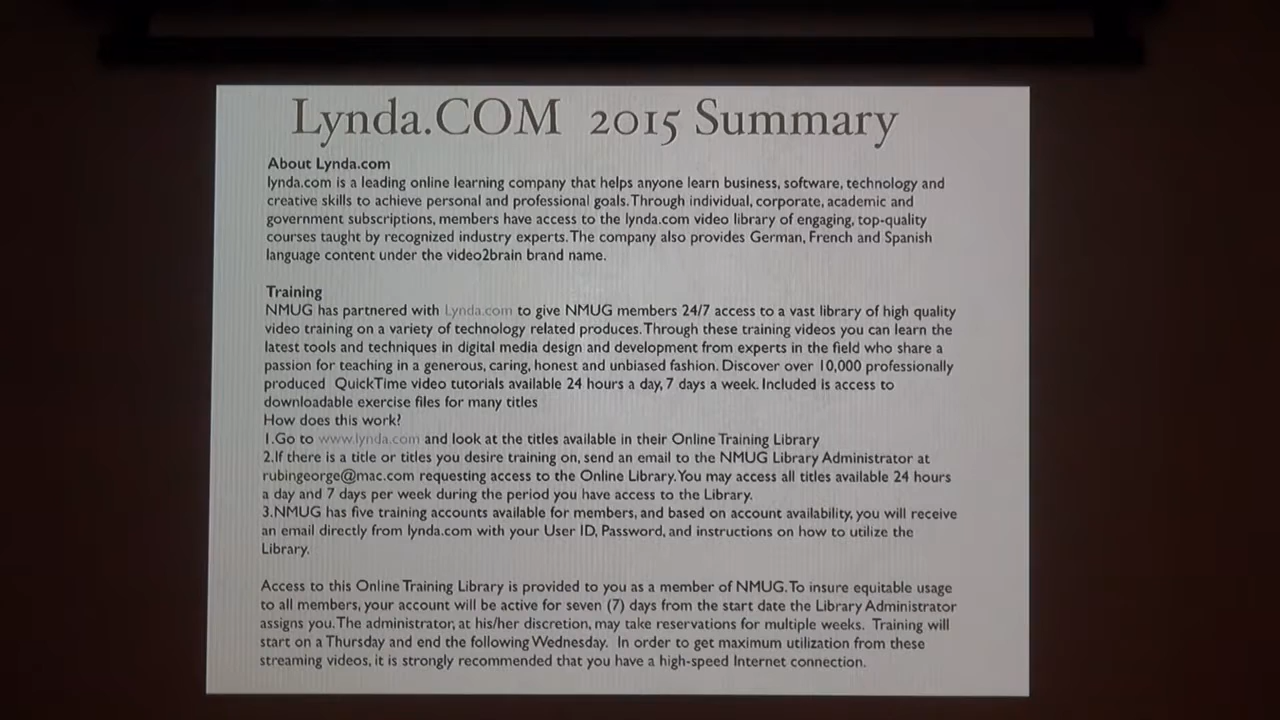 Lynda.COM 2015 Summary
About Lynda.com
lynda.com is a leading online learning company that helps anyone learn business, software, technology and
creative skills to achieve personal and professional goals. Through individual, corporate, academic and
government subscriptions, members have access to the lynda.com video library of engaging, top-quality
courses taught by recognized industry experts. The company also provides German, French and Spanish
language content under the video2brain brand name.
Training
NMUG has partnered with Lynda.com to give NMUG members 24/7 access to a vast library of high quality
video training on a variety of technology related produces. Through these training videos you can learn the
latest tools and techniques in digital media design and development from experts in the field who share a
passion for teaching in a generous, caring, honest and unbiased fashion. Discover over 10,000 professionally
produced QuickTime video tutorials available 24 hours a day, 7 days a week. Included is access to
downloadable exercise files for many titles
How does this work?
1.Go to www.lynda.com and look at the titles available in their Online Training Library
2.If there is a title or titles you desire training on, send an email to the NMUG Library Administrator at
rubingeorge@mac.com requesting access to the Online Library. You may access all titles available 24 hours
a day and 7 days per week during the period you have access to the Library.
3.NMUG has five training accounts available for members, and based on account availability, you will receive
an email directly from lynda.com with your User ID, Password, and instructions on how to utilize the
Library.
Access to this Online Training Library is provided to you as a member of NMUG. To insure equitable usage
to all members, your account will be active for seven (7) days from the start date the Library Administrator
assigns you. The administrator, at his/her discretion, may take reservations for multiple weeks. Training will
start on a Thursday and end the following Wednesday. In order to get maximum utilization from these
streaming videos, it is strongly recommended that you have a high-speed Internet connection.